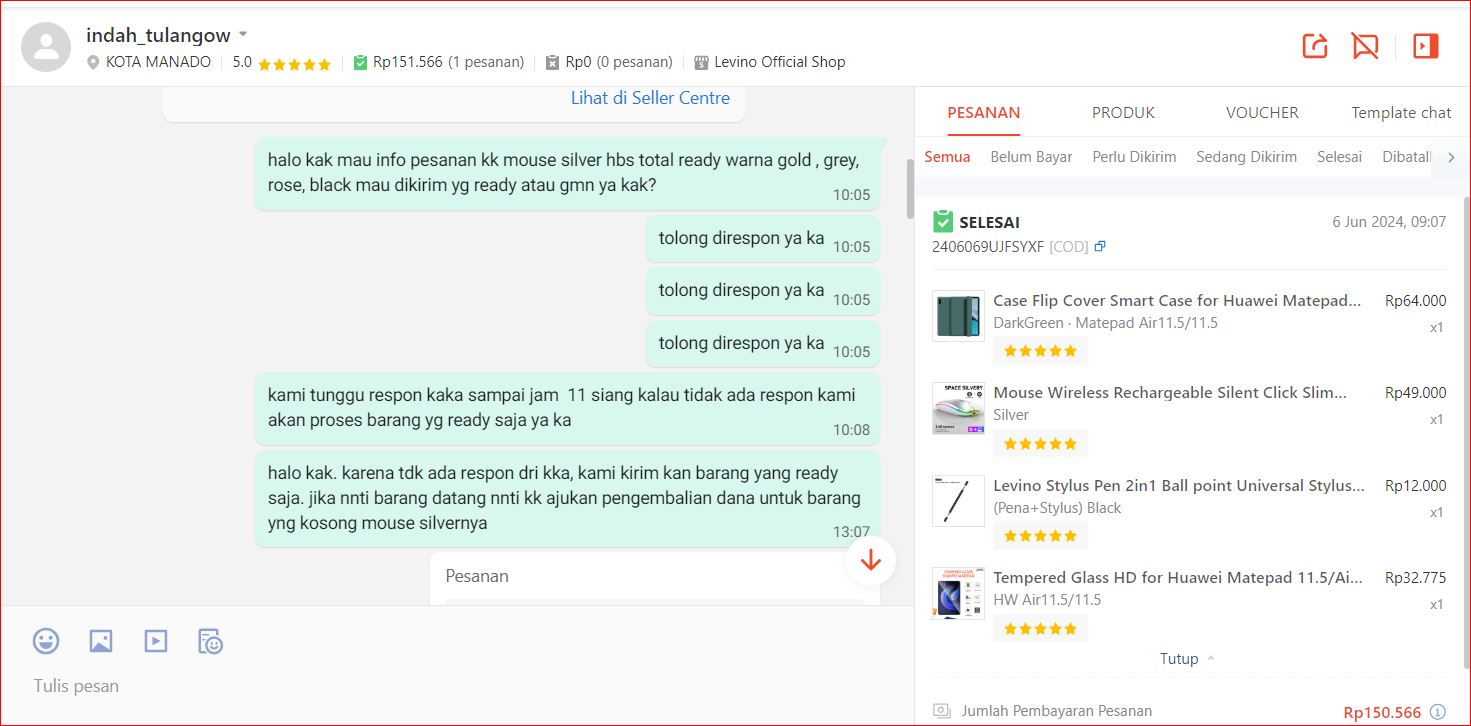 indah_tulangow
KOTA MANADO 5.0 Rp151.566 (1 pesanan) Rp0 (0 pesanan) Levino Official Shop
Lihat di Seller Centre
halo kak mau info pesanan kk mouse silver hbs total ready warna gold , grey,
rose, black mau dikirim yg ready atau gmn ya kak?
10:05
tolong direspon ya ka 10:05
tolong direspon ya ka 10:05
tolong direspon ya ka 10:05
kami tunggu respon kaka sampai jam 11 siang kalau tidak ada respon kami
akan proses barang yg ready saja ya ka
10:08
halo kak. karena tdk ada respon dri kka, kami kirim kan barang yang ready
saja. jika nnti barang datang nnti kk ajukan pengembalian dana untuk barang
yng kosong mouse silvernya
13:07
Pesanan
Tulis pesan
PESANAN PRODUK VOUCHER Template chat
Semua Belum Bayar Perlu Dikirim Sedang Dikirim Selesai Dibatall
SELESAI 6 Jun 2024, 09:07
2406069UJFSYXF [COD]
Case Flip Cover Smart Case for Huawei Matepad... Rp64.000
DarkGreen · Matepad Air11.5/11.5 x1
SPACE SILVERY
Mouse Wireless Rechargeable Silent Click Slim... Rp49.000
Silver x1
Levino Stylus Pen 2in1 Ball point Universal Stylus... Rp12.000
(Pena+Stylus) Black x1
Tempered Glass HD for Huawei Matepad 11.5/Ai... Rp32.775
HW Air11.5/11.5 x1
Tutup
Jumlah Pembayaran Pesanan Rp150.566